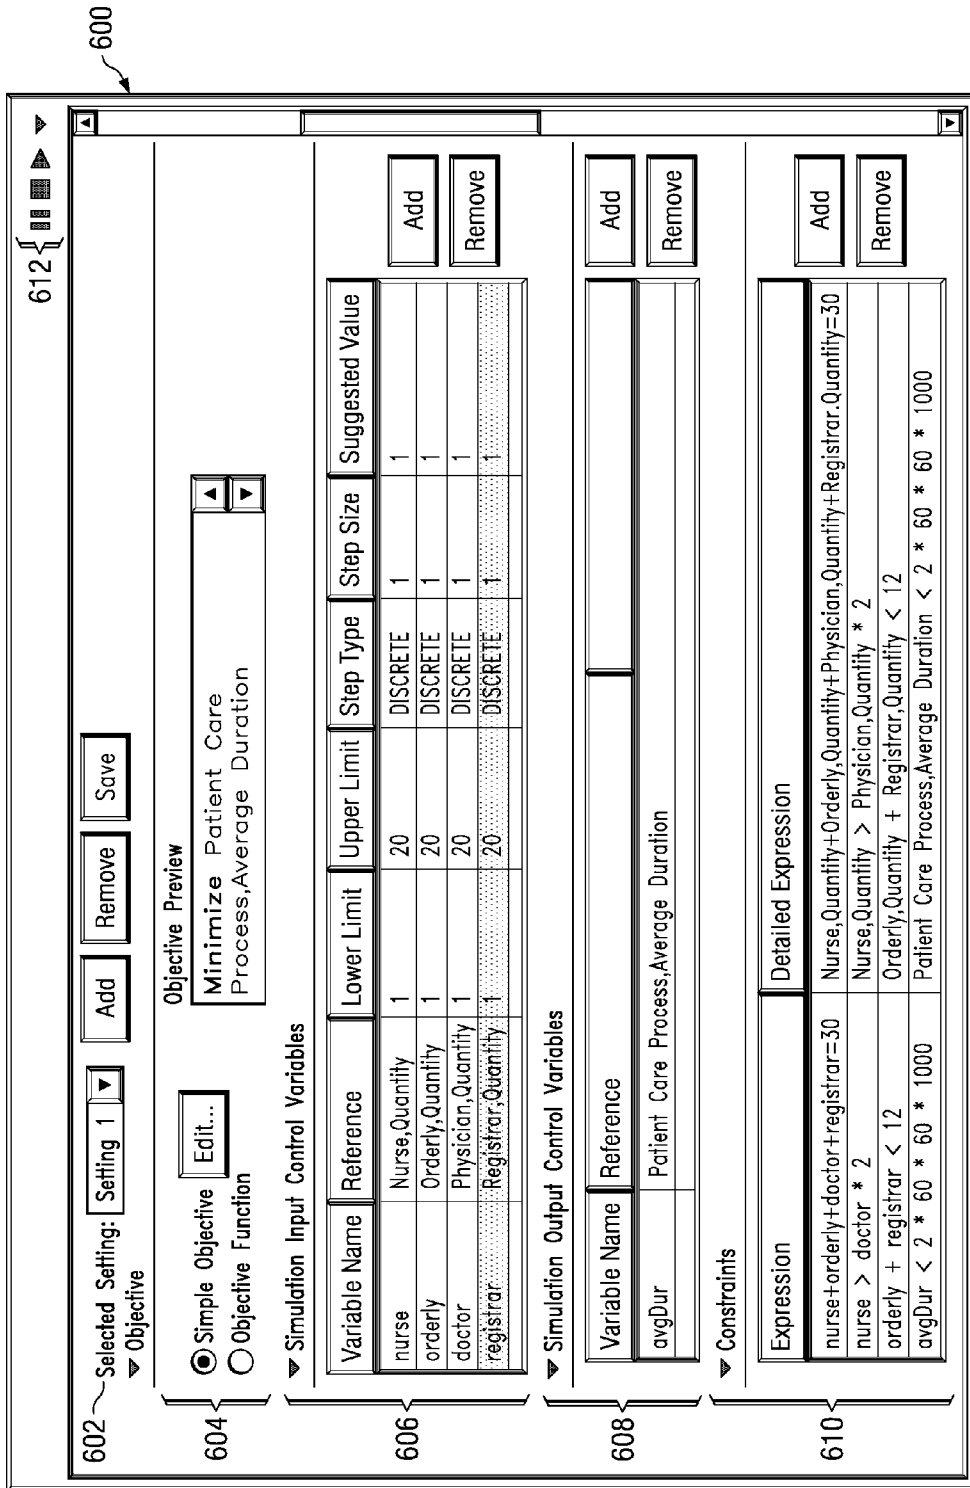 600
612
602 Selected Setting: Setting 1 Add Remove Save
Objective
604
Simple Objective Edit...
Objective Function
Objective Preview
Minimize Patient Care
Process,Average Duration
606
Simulation Input Control Variables
Variable Name Reference Lower Limit Upper Limit Step Type Step Size Suggested Value
nurse Nurse,Quantity 1 20 DISCRETE 1 1
orderly Orderly,Quantity 1 20 DISCRETE 1 1
doctor Physician,Quantity 1 20 DISCRETE 1 1
registrar Registrar,Quantity 1 20 DISCRETE 1 1
Add
Remove
608
Simulation Output Control Variables
Variable Name Reference
avgDur Patient Care Process,Average Duration
Add
Remove
610
Constraints
Expression Detailed Expression
nurse+orderly+doctor+registrar=30 Nurse,Quantity+Orderly,Quantity+Physician,Quantity+Registrar.Quantity=30
nurse > doctor * 2 Nurse,Quantity > Physician,Quantity * 2
orderly + registrar < 12 Orderly,Quantity + Registrar,Quantity < 12
avgDur < 2 * 60 * 60 * 1000 Patient Care Process,Average Duration < 2 * 60 * 60 * 1000
Add
Remove